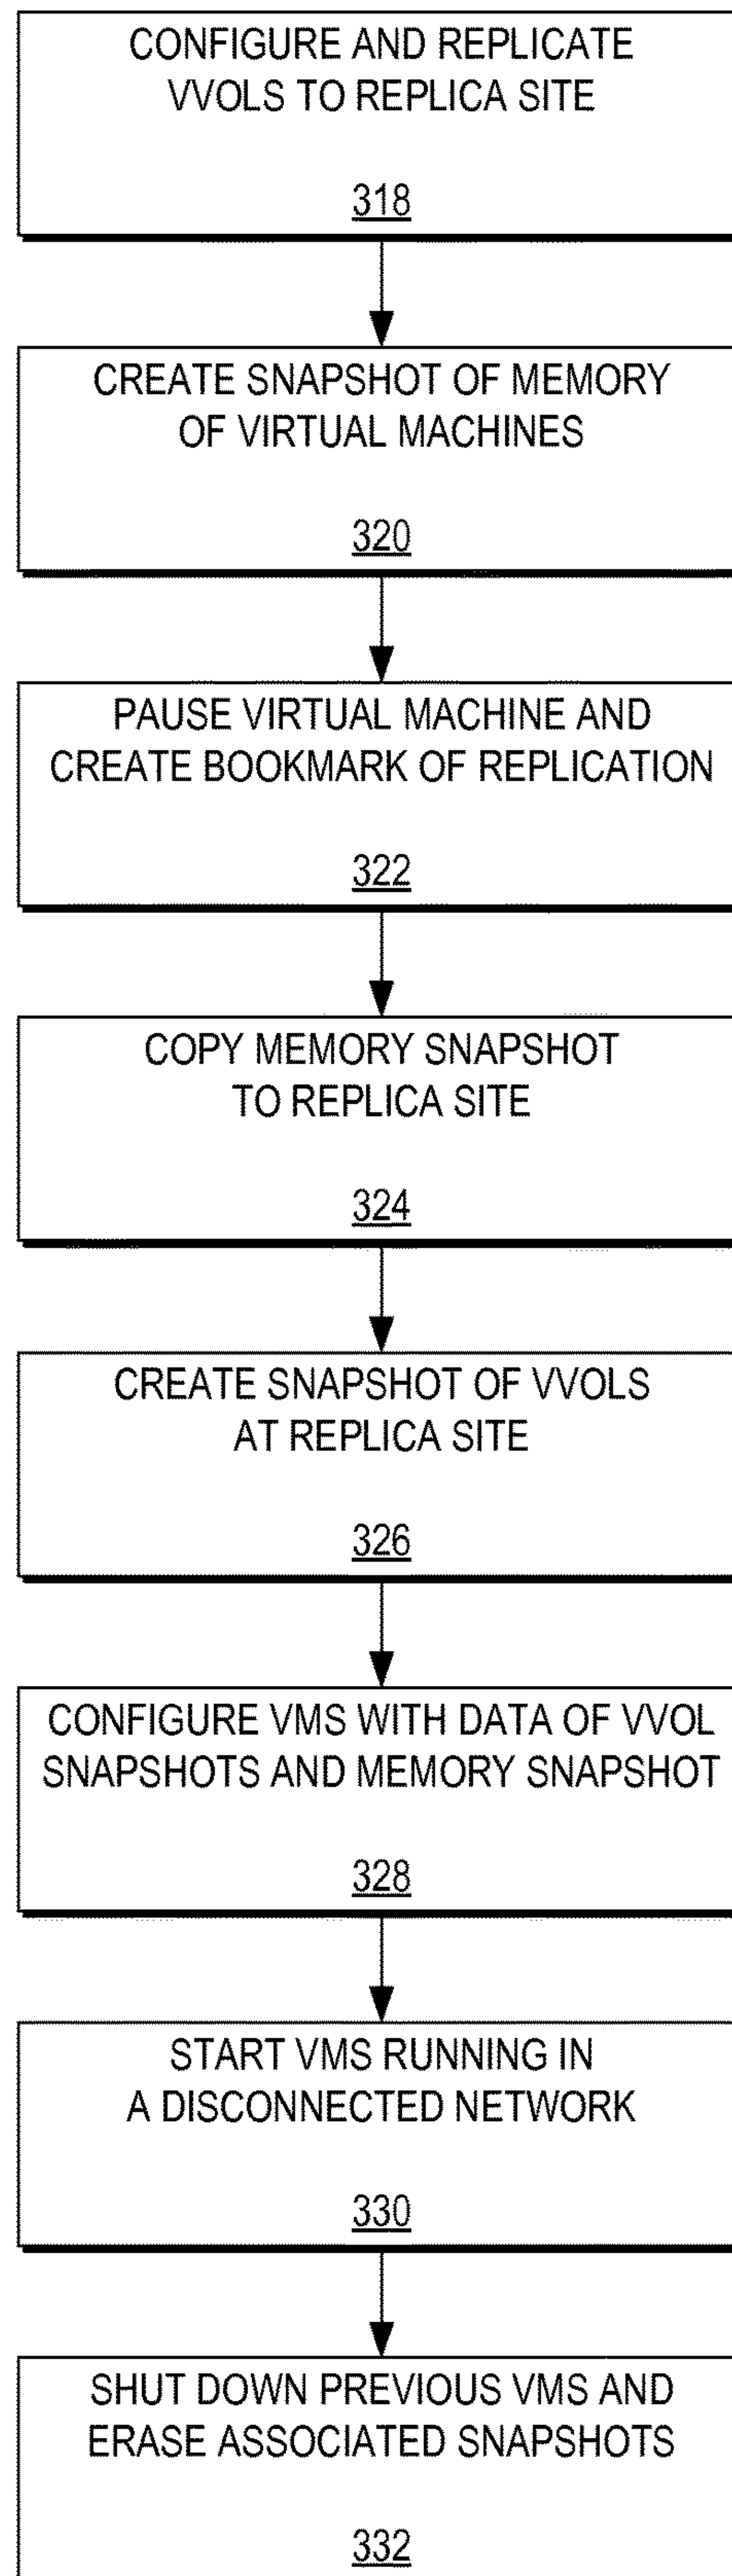 CONFIGURE AND REPLICATE
VVOLS TO REPLICA SITE
318
CREATE SNAPSHOT OF MEMORY
OF VIRTUAL MACHINES
320
PAUSE VIRTUAL MACHINE AND
CREATE BOOKMARK OF REPLICATION
322
COPY MEMORY SNAPSHOT
TO REPLICA SITE
324
CREATE SNAPSHOT OF VVOLS
AT REPLICA SITE
326
CONFIGURE VMS WITH DATA OF VVOL
SNAPSHOTS AND MEMORY SNAPSHOT
328
START VMS RUNNING IN
A DISCONNECTED NETWORK
330
SHUT DOWN PREVIOUS VMS AND
ERASE ASSOCIATED SNAPSHOTS
332